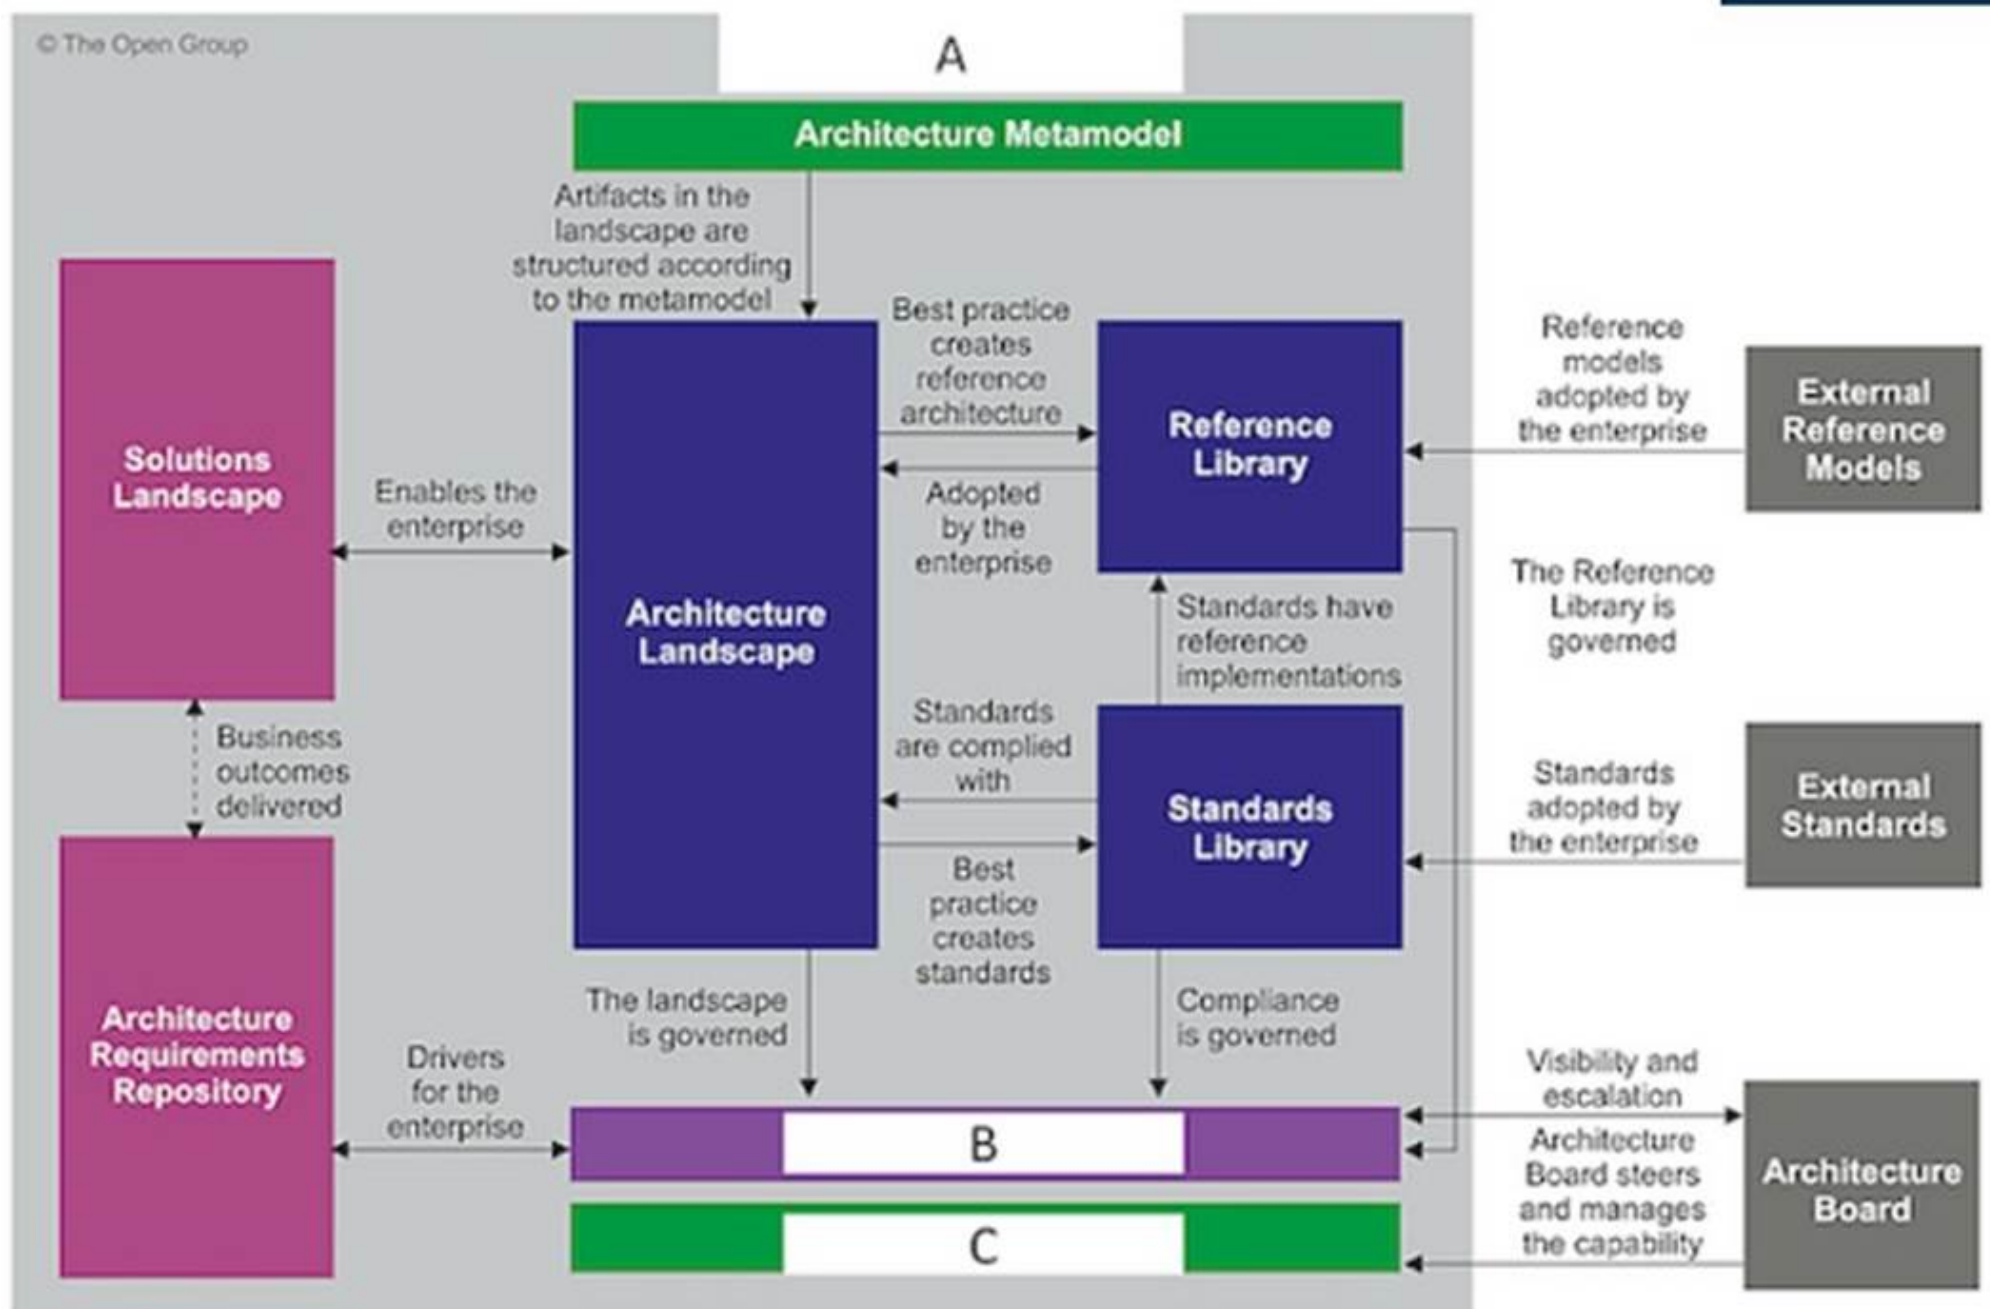 © The Open Group
A
Architecture Metamodel
Artifacts in the
landscape are
structured according
to the metamodel
Best practice
creates
reference
architecture
Reference
models
adopted by
the enterprise
External
Reference
Models
Reference
Library
Solutions
Landscape
Enables the
enterprise
Adopted
by the
enterprise
The Reference
Library is
governed
Architecture
Landscape
Standards have
reference
implementations
Standards
are complied
with
Business
outcomes
delivered
Standards
Library
Standards
adopted by
the enterprise
External
Standards
Best
practice
creates
standards
The landscape
is governed
Compliance
is governed
Architecture
Requirements
Repository
Drivers
for the
enterprise
Visibility and
escalation
B
Architecture
Board steers
and manages
the capability
Architecture
Board
C